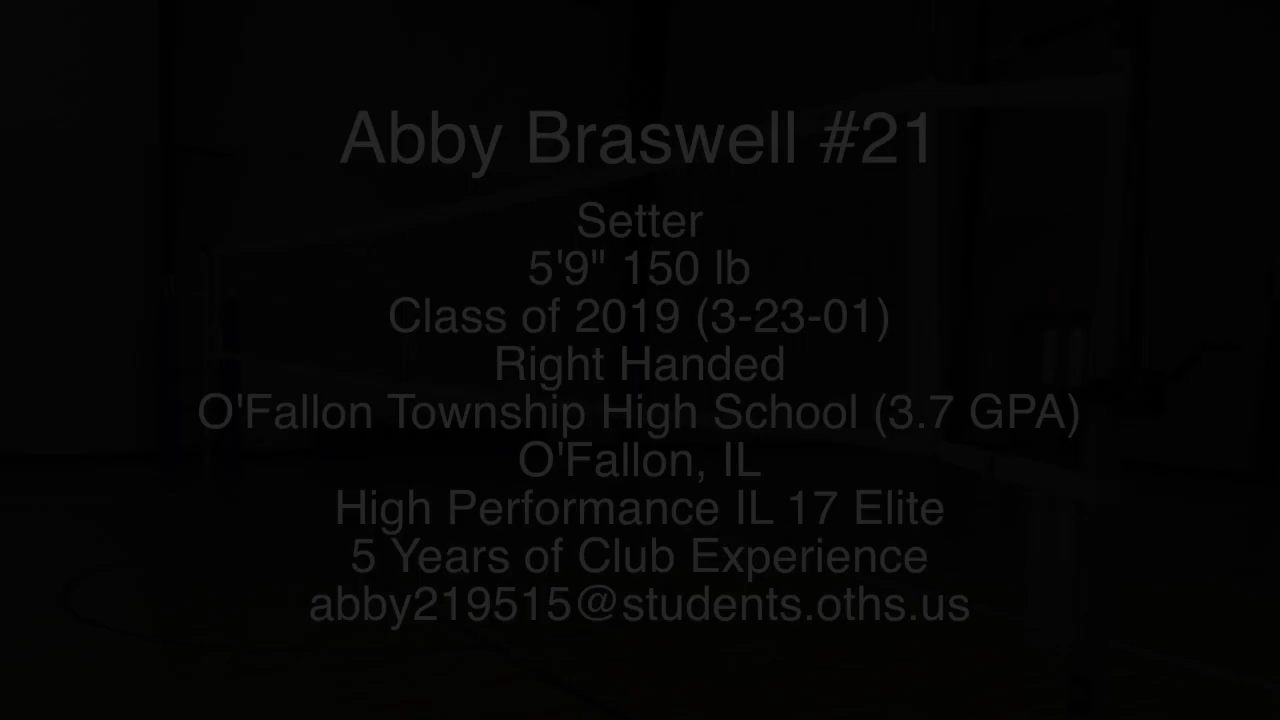 Abby Braswell #21
Setter
5'9" 150 lb
Class of 2019 (3-23-01)
Right Handed
O'Fallon Township High School (3.7 GPA)
O'Fallon, IL
High Performance IL 17 Elite
5 Years of Club Experience
abby219515@students.oths.us